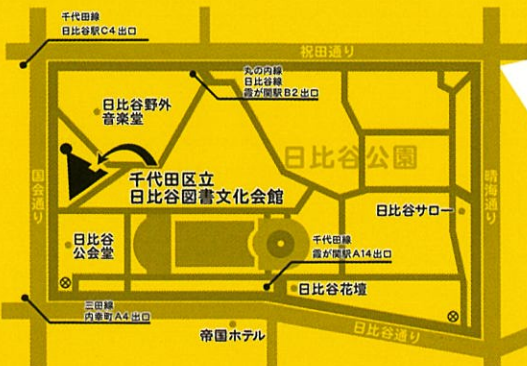 千代田線
日比谷駅C4出口
祝田通り
丸の内線
日比谷線
霞が関駅B2出口
日比谷野外
音楽堂
日比谷公園
国会通り
晴海通り
千代田区立
日比谷図書文化会館
日比谷サロー
日比谷
公会堂
千代田線
霞が関駅A14出口
日比谷花壇
三田線
内幸町A4出口
帝国ホテル
日比谷通り